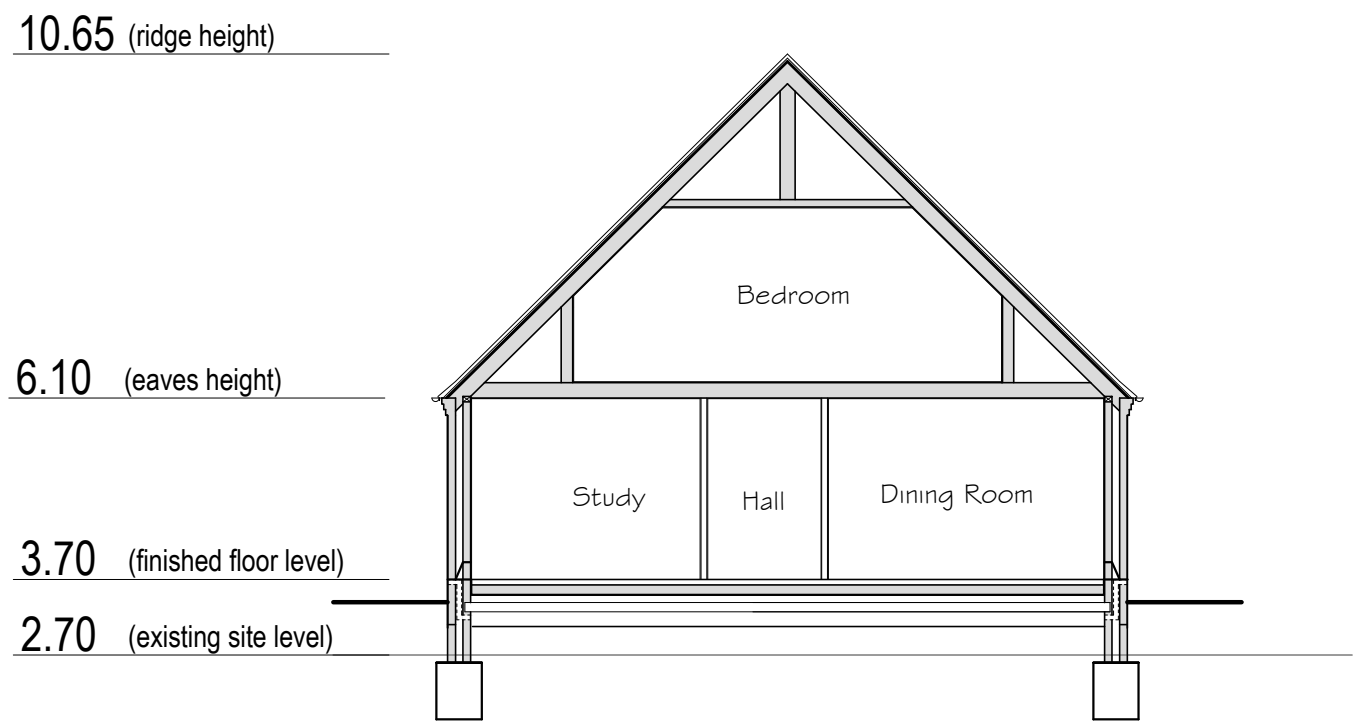 10.65 (ridge height)
Bedroom
6.10 (eaves height)
Study
Hall
Dining Room
3.70 (finished floor level)
2.70 (existing site level)